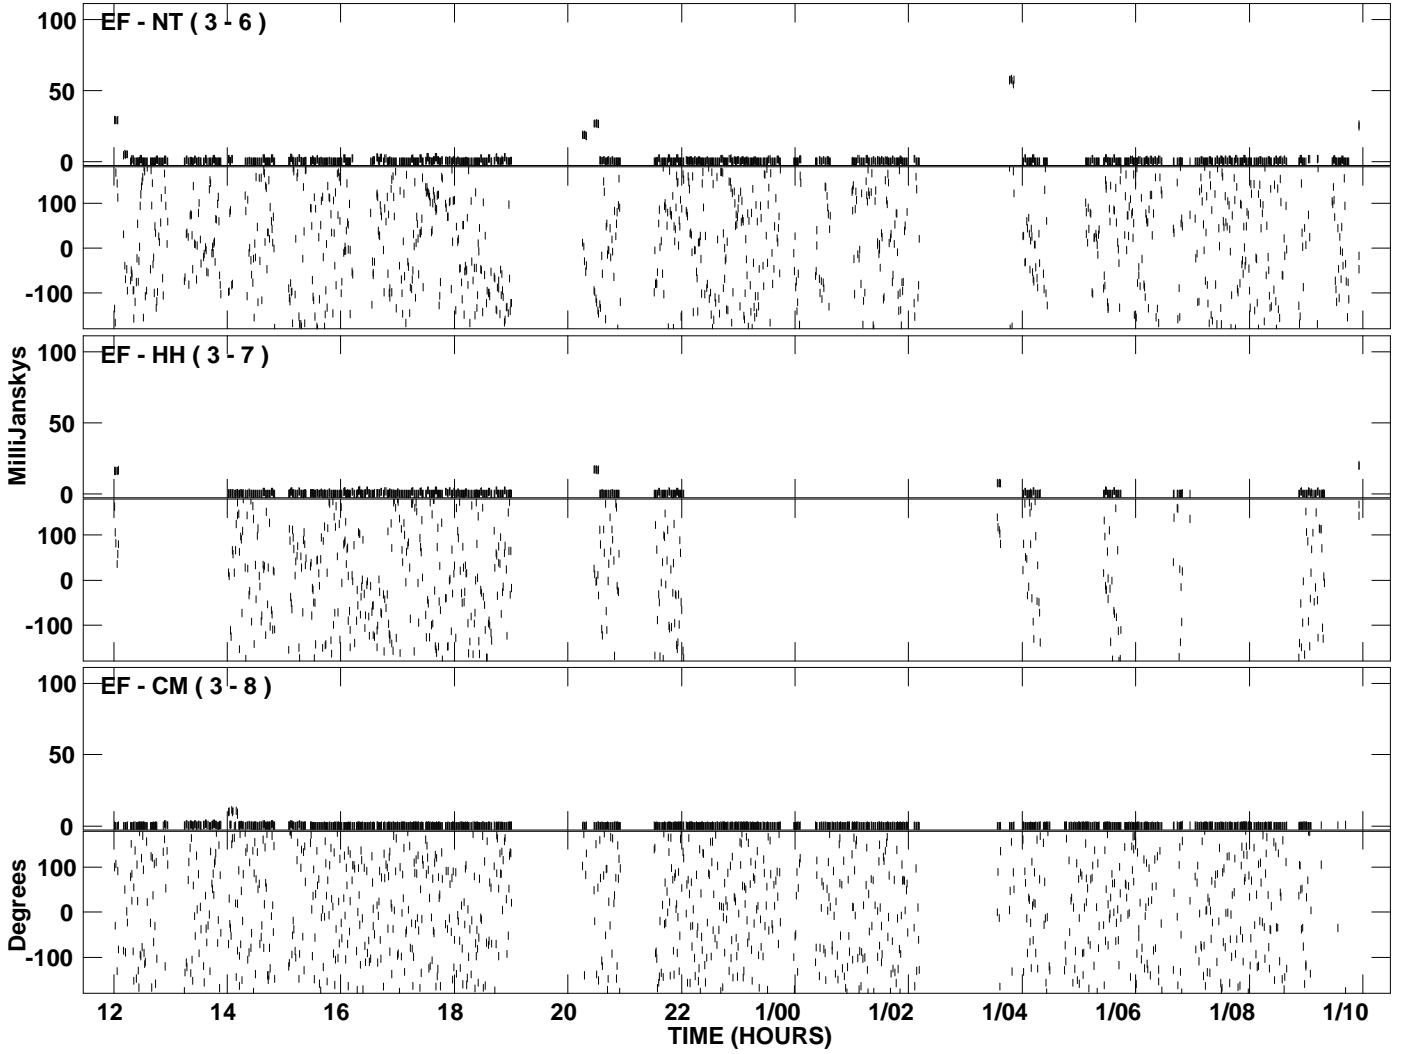 EF - NT ( 3 - 6 )
100
50
0
100
0
-100
EF - HH ( 3 - 7 )
100
50
0
100
0
-100
EF - CM ( 3 - 8 )
100
50
0
100
0
-100
MilliJanskys
Degrees
12 14 16 18 20 22 1/00 1/02 1/04 1/06 1/08 1/10
TIME (HOURS)